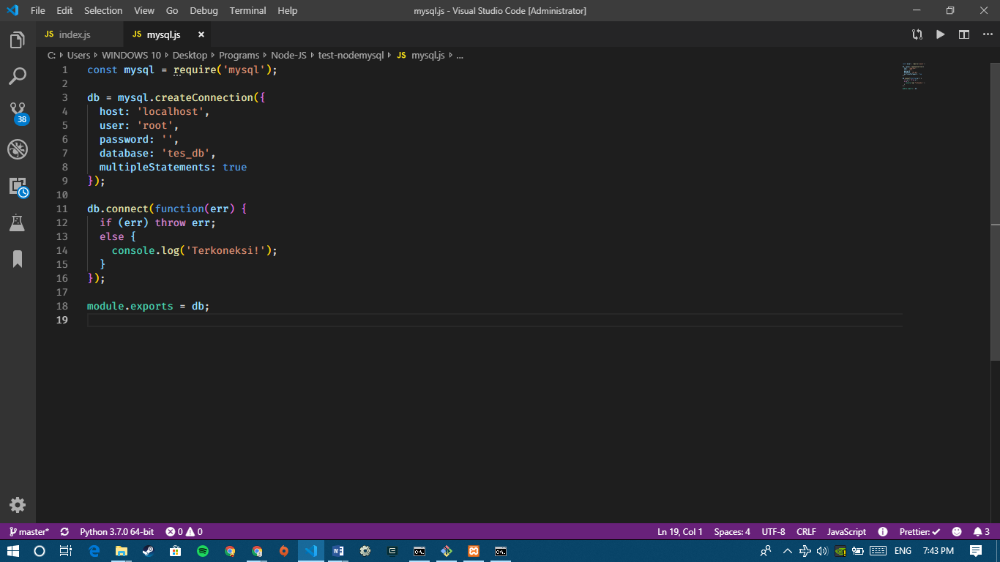 File Edit Selection View Go Debug Terminal Help mysql.js - Visual Studio Code [Administrator]
JS index.js JS mysql.js
C: Users WINDOWS 10 Desktop Programs Node-JS test-nodemysql JS mysql.js ...
1 const mysql = require('mysql');
2
3 db = mysql.createConnection({
4 host: 'localhost',
5 user: 'root',
6 password: '',
7 database: 'tes_db',
8 multipleStatements: true
9 });
10
11 db.connect(function(err) {
12 if (err) throw err;
13 else {
14 console.log('Terkoneksi!');
15 }
16 });
17
18 module.exports = db;
19
38
master* Python 3.7.0 64-bit 0 0 Ln 19, Col 1 Spaces: 4 UTF-8 CRLF JavaScript Prettier: 3
ENG 7:43 PM